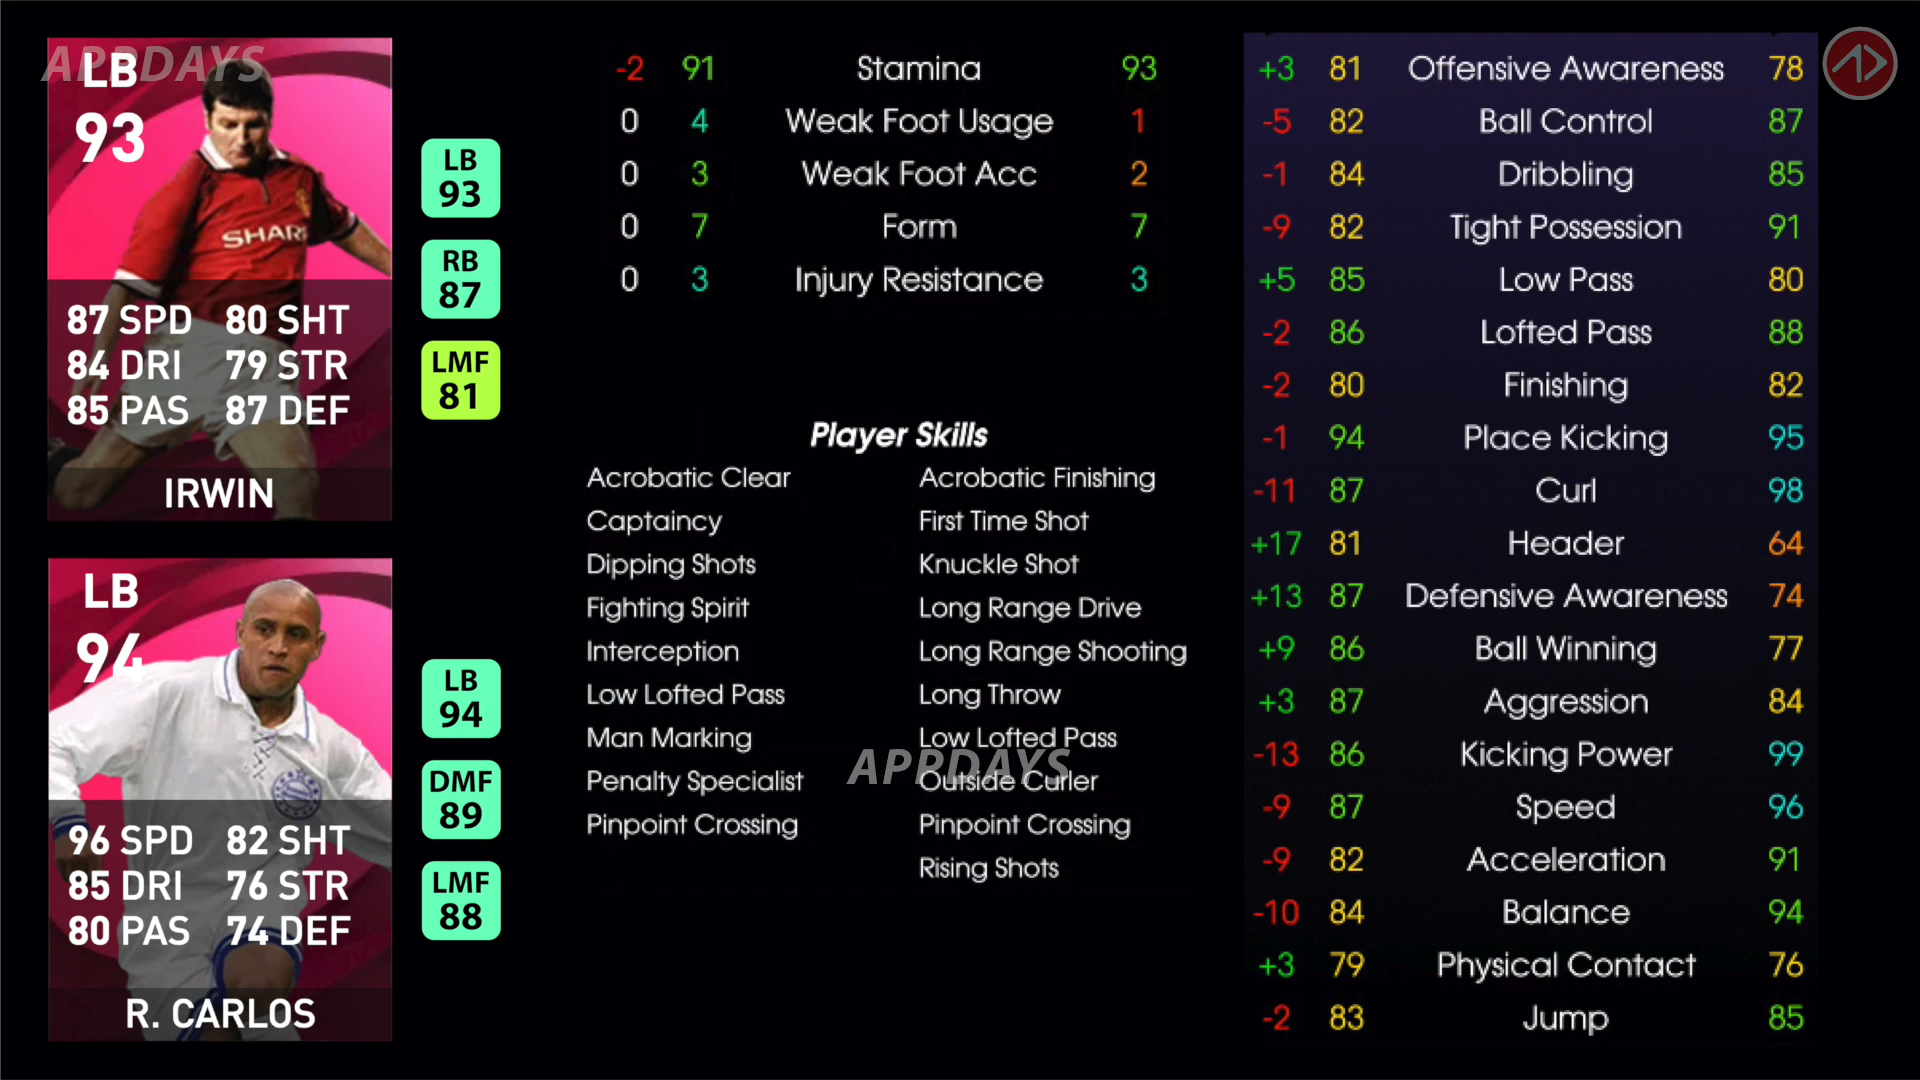 APPDAYS
LB
93
87 SPD 80 SHT
84 DRI 79 STR
85 PAS 87 DEF
IRWIN
LB
93
RB
87
LMF
81
LB
94
96 SPD 82 SHT
85 DRI 76 STR
80 PAS 74 DEF
R. CARLOS
LB
94
DMF
89
LMF
88
-2 91 Stamina 93
0 4 Weak Foot Usage 1
0 3 Weak Foot Acc 2
0 7 Form 7
0 3 Injury Resistance 3
Player Skills
Acrobatic Clear Acrobatic Finishing
Captaincy First Time Shot
Dipping Shots Knuckle Shot
Fighting Spirit Long Range Drive
Interception Long Range Shooting
Low Lofted Pass Long Throw
Man Marking Low Lofted Pass
APPDAYS
Penalty Specialist Outside Curler
Pinpoint Crossing Pinpoint Crossing
Rising Shots
+3 81 Offensive Awareness 78
-5 82 Ball Control 87
-1 84 Dribbling 85
-9 82 Tight Possession 91
+5 85 Low Pass 80
-2 86 Lofted Pass 88
-2 80 Finishing 82
-1 94 Place Kicking 95
-11 87 Curl 98
+17 81 Header 64
+13 87 Defensive Awareness 74
+9 86 Ball Winning 77
+3 87 Aggression 84
-13 86 Kicking Power 99
-9 87 Speed 96
-9 82 Acceleration 91
-10 84 Balance 94
+3 79 Physical Contact 76
-2 83 Jump 85